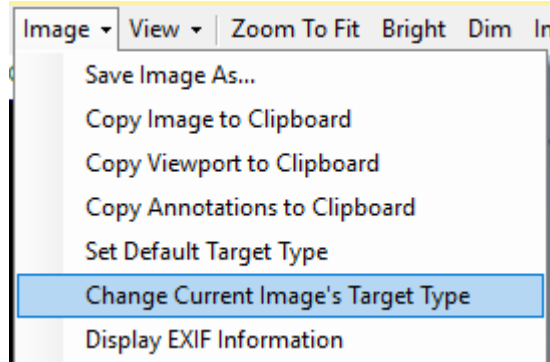 Image View Zoom To Fit Bright Dim
Save Image As...
Copy Image to Clipboard
Copy Viewport to Clipboard
Copy Annotations to Clipboard
Set Default Target Type
Change Current Image's Target Type
Display EXIF Information